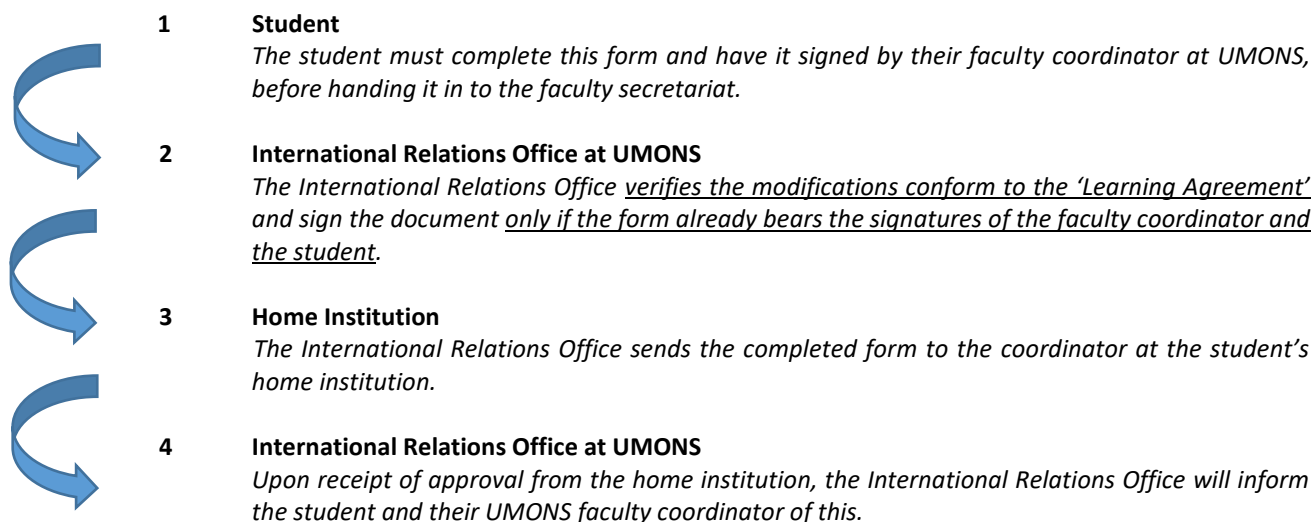 1 Student
The student must complete this form and have it signed by their faculty coordinator at UMONS,
before handing it in to the faculty secretariat.
2 International Relations Office at UMONS
The International Relations Office verifies the modifications conform to the ‘Learning Agreement’
and sign the document only if the form already bears the signatures of the faculty coordinator and
the student.
3 Home Institution
The International Relations Office sends the completed form to the coordinator at the student’s
home institution.
4 International Relations Office at UMONS
Upon receipt of approval from the home institution, the International Relations Office will inform
the student and their UMONS faculty coordinator of this.